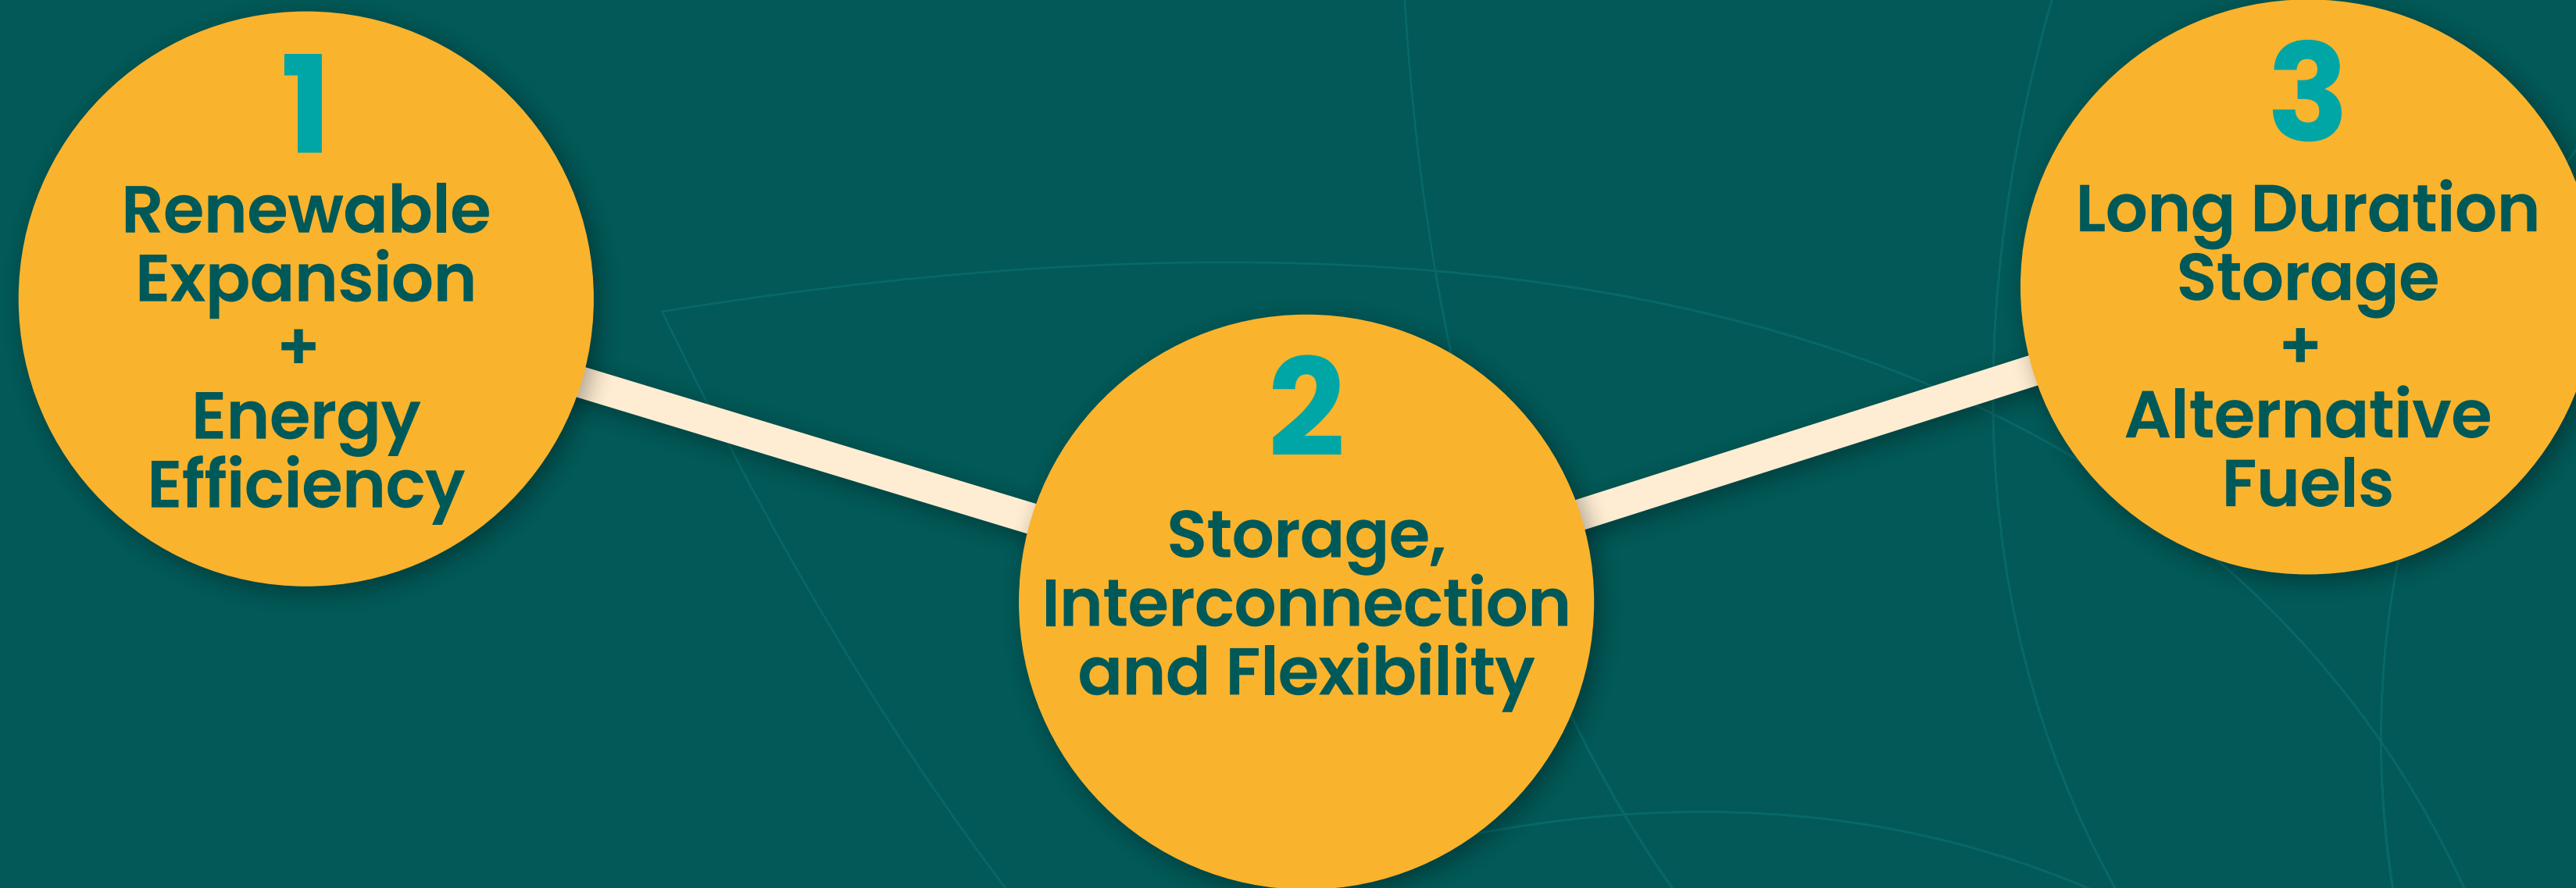 1
Renewable
Expansion
+
Energy
Efficiency
2
Storage,
Interconnection
and Flexibility
3
Long Duration
Storage
+
Alternative
Fuels